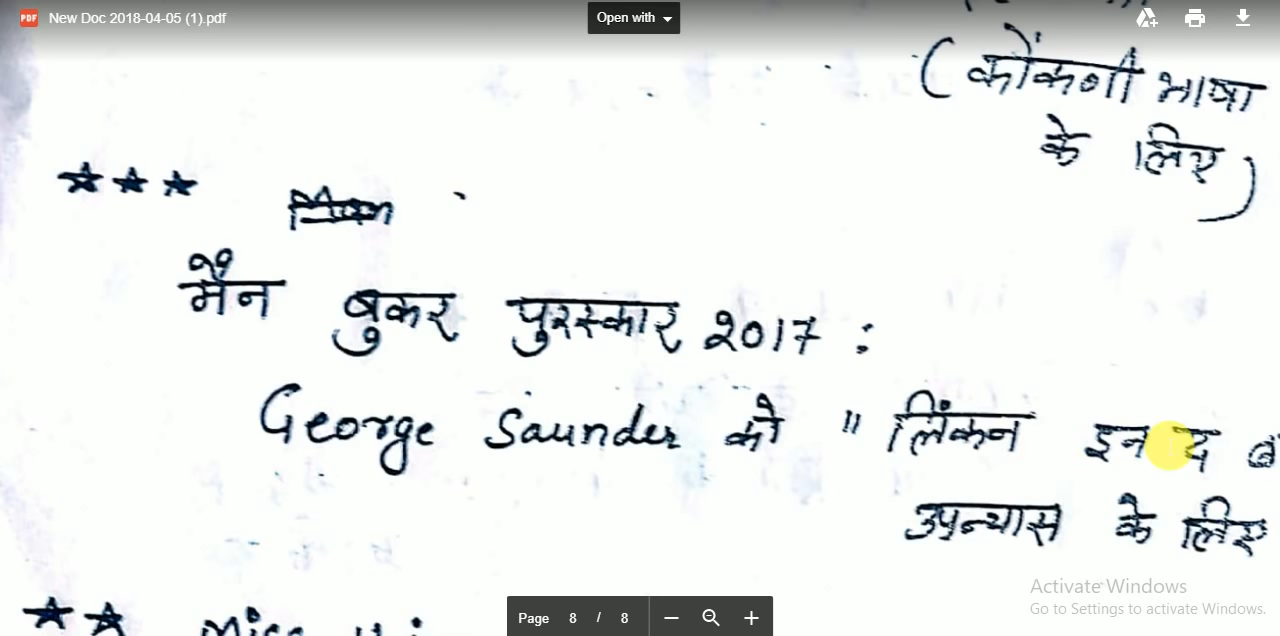 New Doc 2018-04-05 (1).pdf
Open with
(कोंकणी भाषा
के लिए)
मैन बुकर पुरस्कार 2017 :
George Saunder को " लिंकन इन द
उपन्यास के लिए
Activate Windows
Go to Settings to activate Windows.
Page 8 / 8